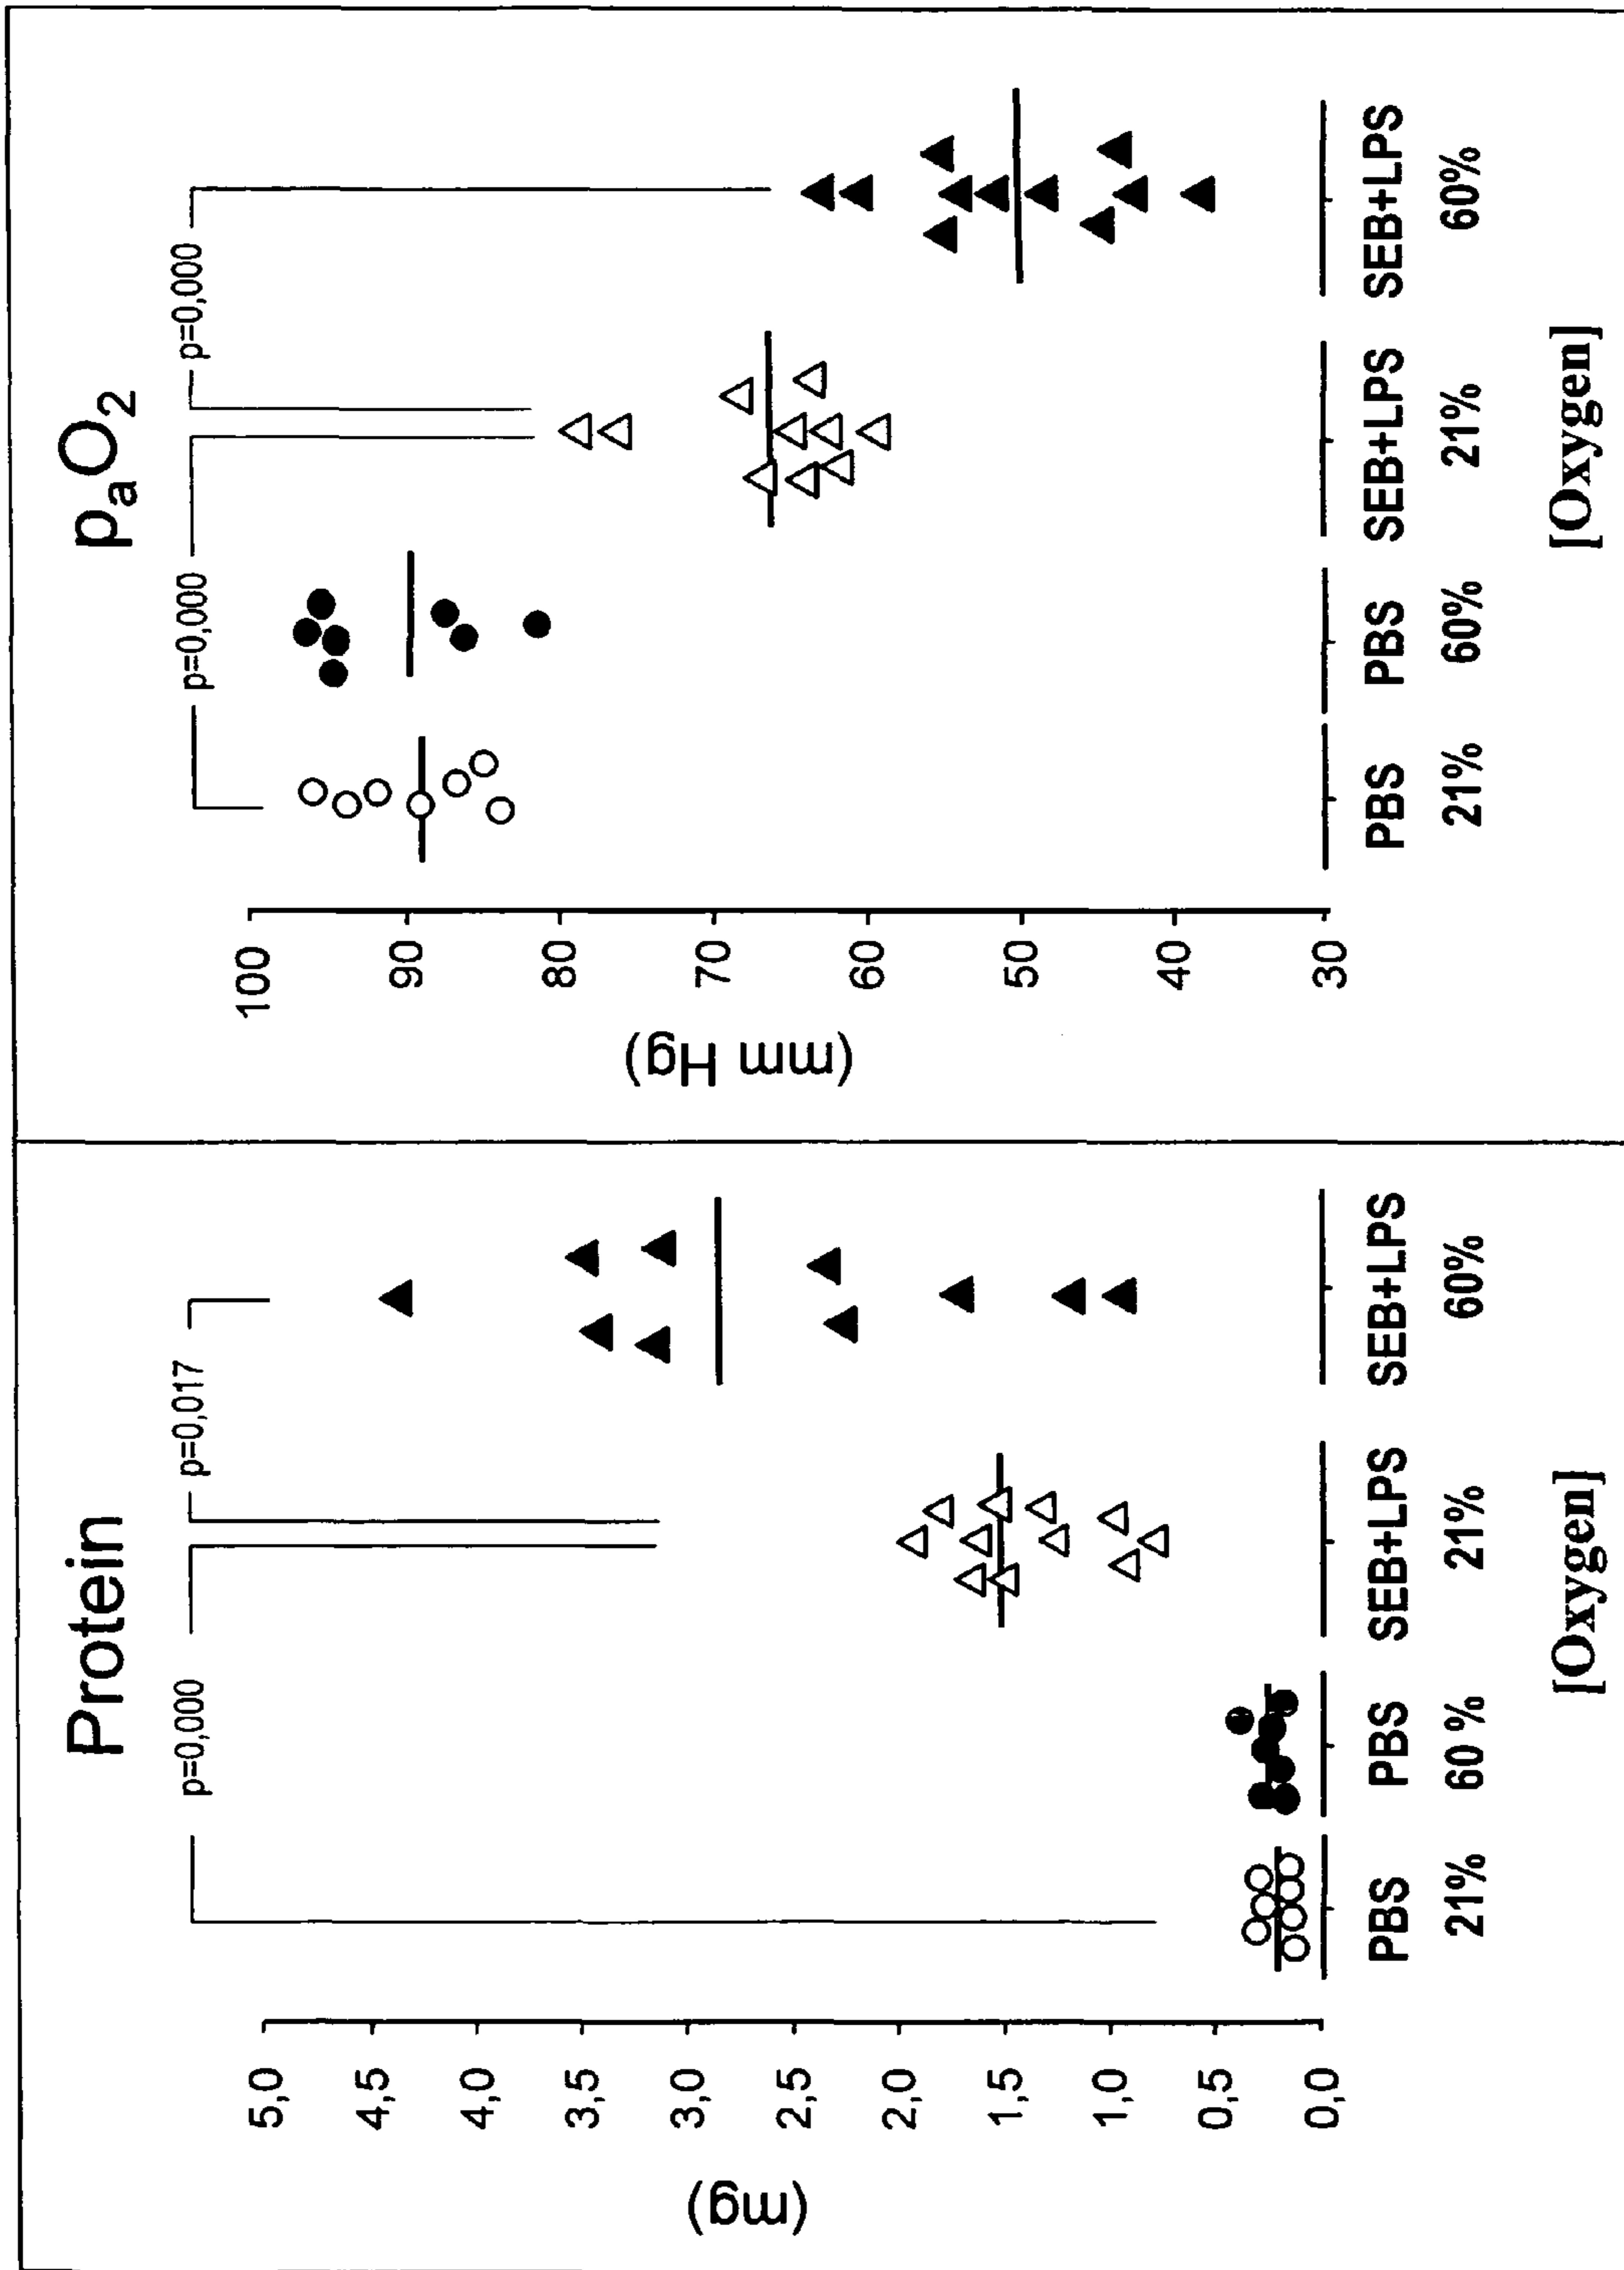 Protein
p=0,000
p=0,017
(mg)
5,0
4,5
4,0
3,5
3,0
2,5
2,0
1,5
1,0
0,5
0,0
PBS PBS SEB+LPS SEB+LPS
21% 60 % 21% 60%
[Oxygen]
paO2
p=0,000
p=0,000
(mm Hg)
100
90
80
70
60
50
40
30
PBS PBS SEB+LPS SEB+LPS
21% 60% 21% 60%
[Oxygen]